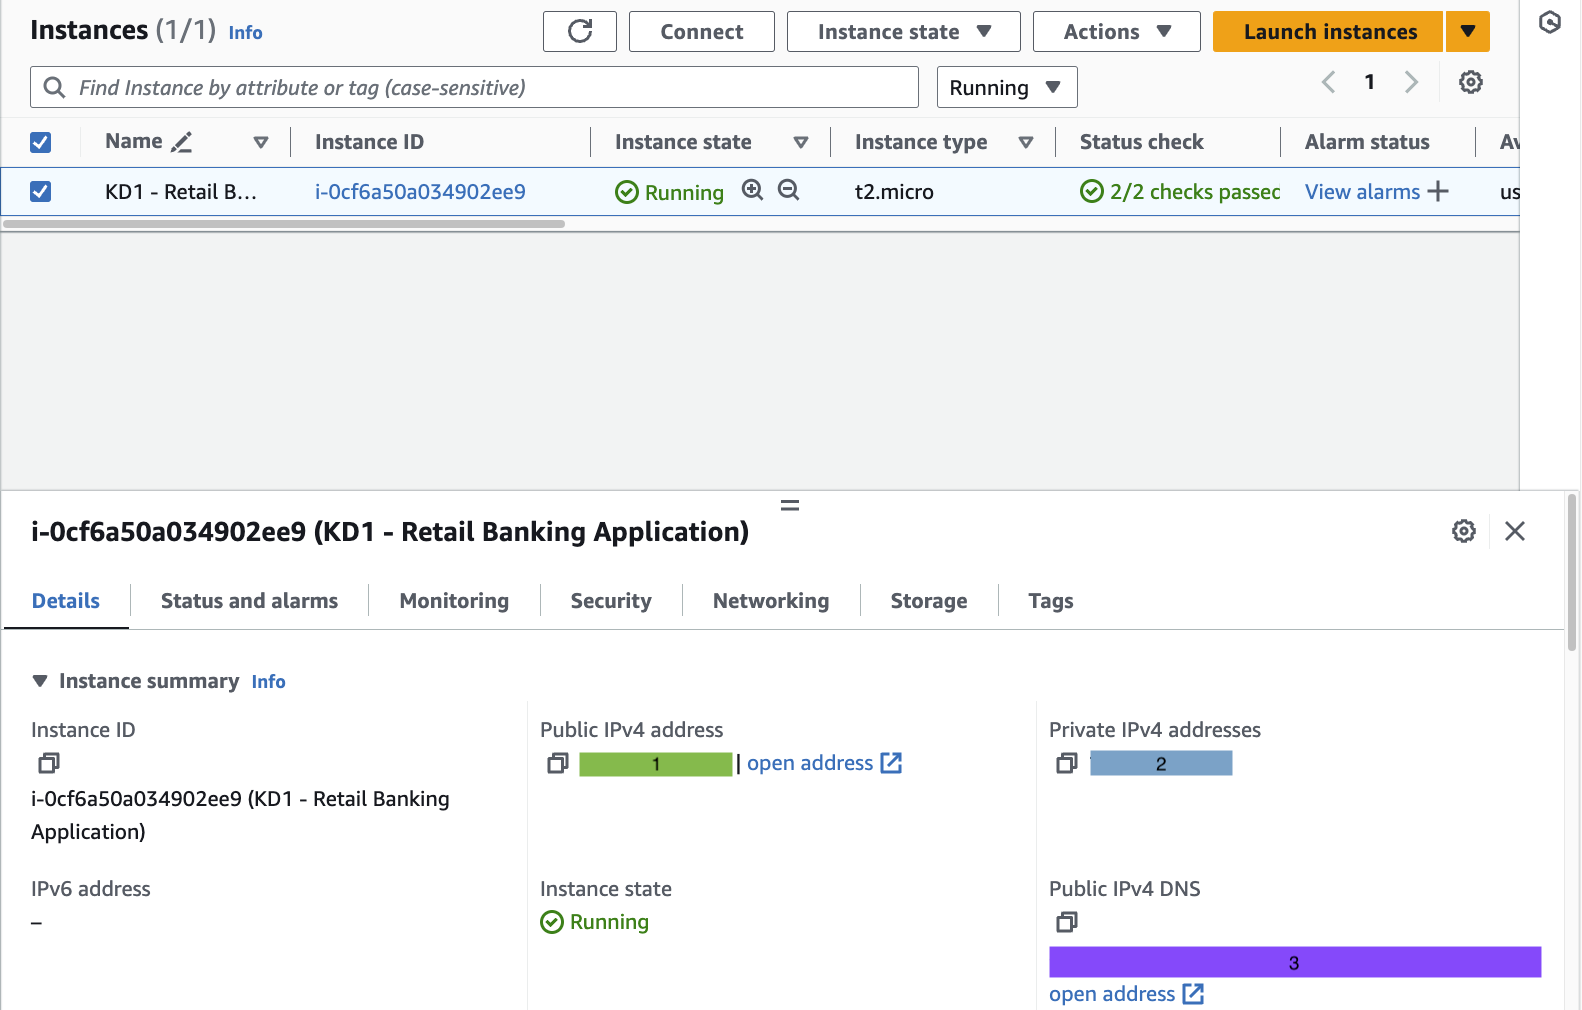 Instances (1/1) Info
Connect
Instance state
Actions
Launch instances
Find Instance by attribute or tag (case-sensitive)
Running
1
Name
Instance ID
Instance state
Instance type
Status check
Alarm status
Av
KD1 - Retail B...
i-0cf6a50a034902ee9
Running
t2.micro
2/2 checks passed
View alarms
us
i-0cf6a50a034902ee9 (KD1 - Retail Banking Application)
Details
Status and alarms
Monitoring
Security
Networking
Storage
Tags
Instance summary Info
Instance ID
i-0cf6a50a034902ee9 (KD1 - Retail Banking
Application)
Public IPv4 address
1 | open address
Private IPv4 addresses
2
IPv6 address
–
Instance state
Running
Public IPv4 DNS
3
open address